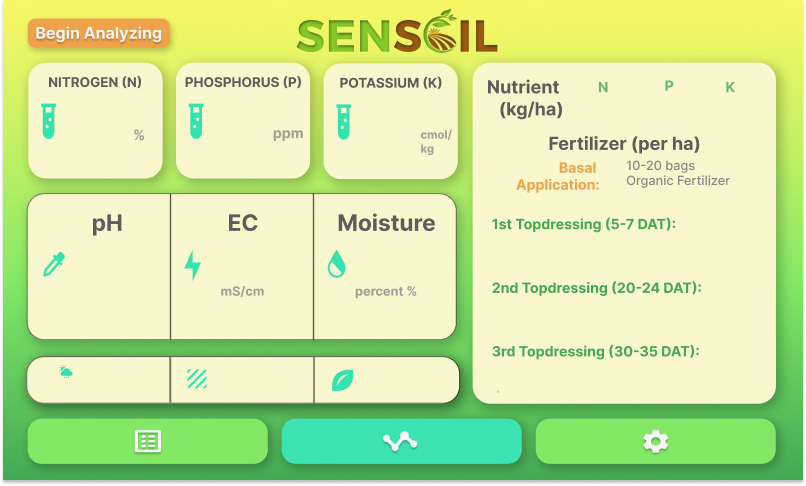 Begin Analyzing
SENSOIL
NITROGEN (N)
%
PHOSPHORUS (P)
ppm
POTASSIUM (K)
cmol/
kg
pH
EC
mS/cm
Moisture
percent %
Nutrient
(kg/ha)
N P K
Fertilizer (per ha)
Basal
Application:
10-20 bags
Organic Fertilizer
1st Topdressing (5-7 DAT):
2nd Topdressing (20-24 DAT):
3rd Topdressing (30-35 DAT):